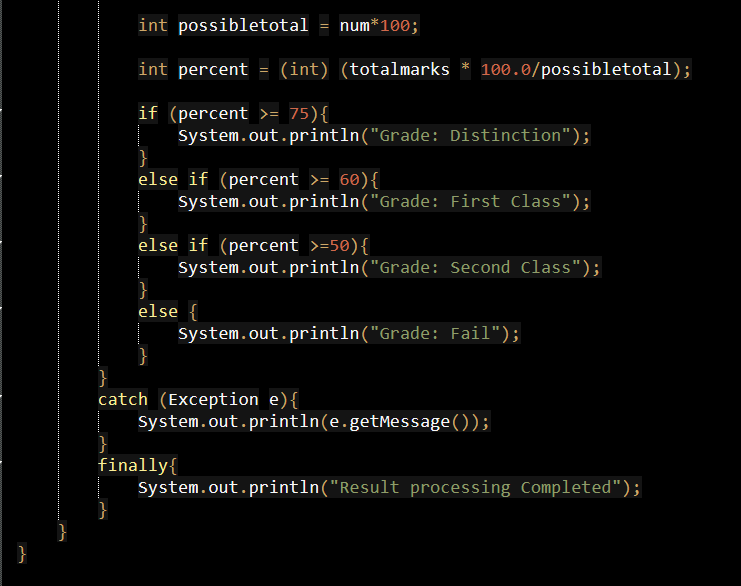 int possibletotal = num*100;
int percent = (int) (totalmarks * 100.0/possibletotal);
if (percent >= 75){
System.out.println("Grade: Distinction");
}
else if (percent >= 60){
System.out.println("Grade: First Class");
}
else if (percent >=50){
System.out.println("Grade: Second Class");
}
else {
System.out.println("Grade: Fail");
}
}
catch (Exception e){
System.out.println(e.getMessage());
}
finally{
System.out.println("Result processing Completed");
}
}
}